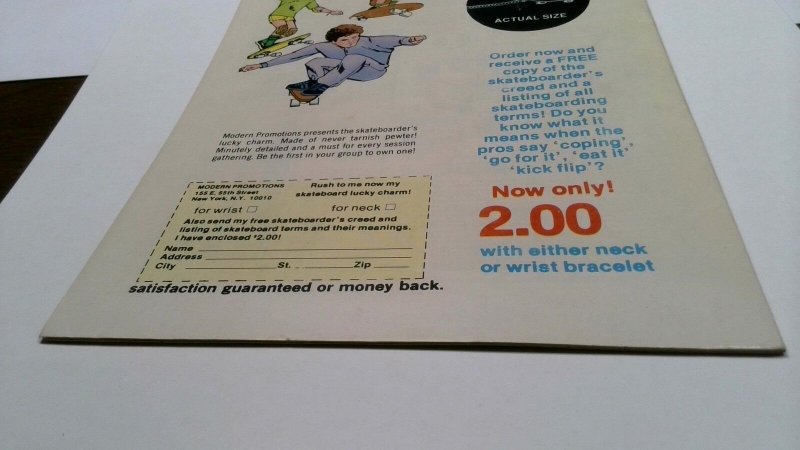 ACTUAL SIZE
Order now and
receive a FREE
copy of the
skateboarder's
creed and a
listing of all
skateboarding
terms! Do you
know what it
means when the
pros say 'coping,'
'go for it', 'eat it',
'kick flip'?
Now only!
2.00
with either neck
or wrist bracelet
Modern Promotions presents the skateboarder's
lucky charm. Made of never tarnish pewter!
Minutely detailed and a must for every session
gathering. Be the first in your group to own one!
MODERN PROMOTIONS
155 E. 55th Street
New York, N.Y. 10010
Rush to me now my
skateboard lucky charm!
for wrist
for neck
Also send my free skateboarder's creed and
listing of skateboard terms and their meanings.
I have enclosed $2.00!
Name
Address
City St. Zip
satisfaction guaranteed or money back.